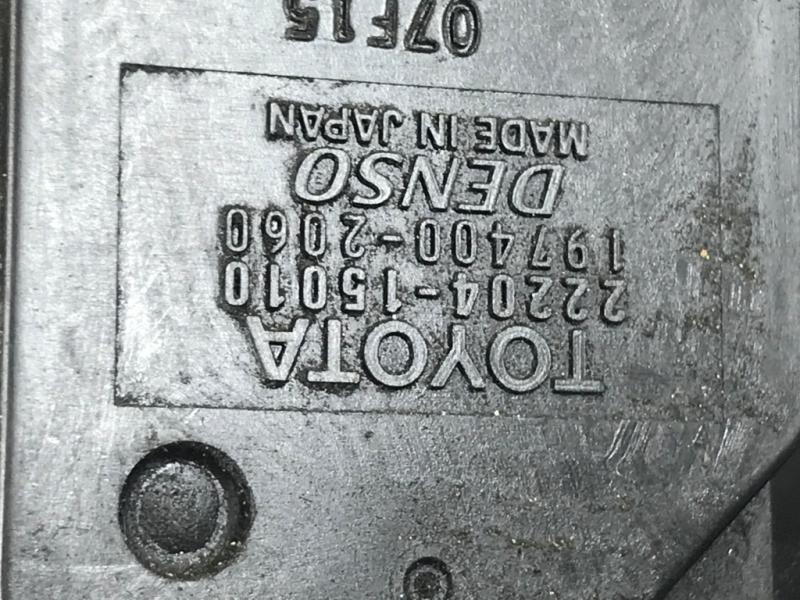 TOYOTA
22204-15010
197400-2060
DENSO
MADE IN JAPAN
07F15